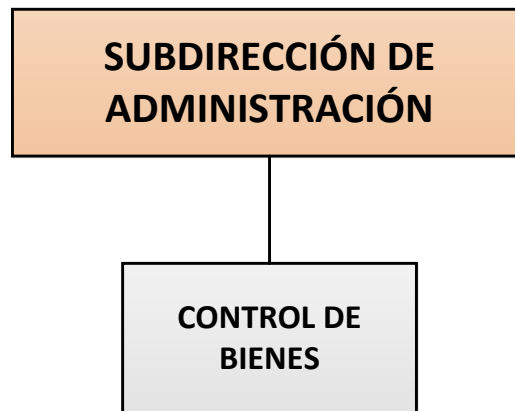 SUBDIRECCIÓN DE
ADMINISTRACIÓN
CONTROL DE
BIENES